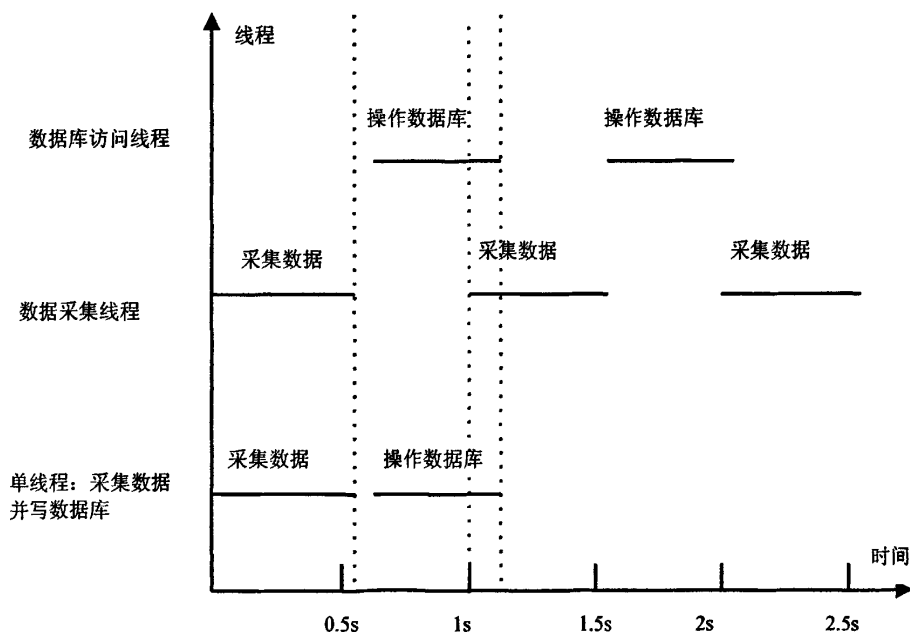 线程
操作数据库
操作数据库
数据库访问线程
采集数据
采集数据
采集数据
数据采集线程
采集数据
操作数据库
单线程：采集数据
并写数据库
时间
0.5s
1s
1.5s
2s
2.5s